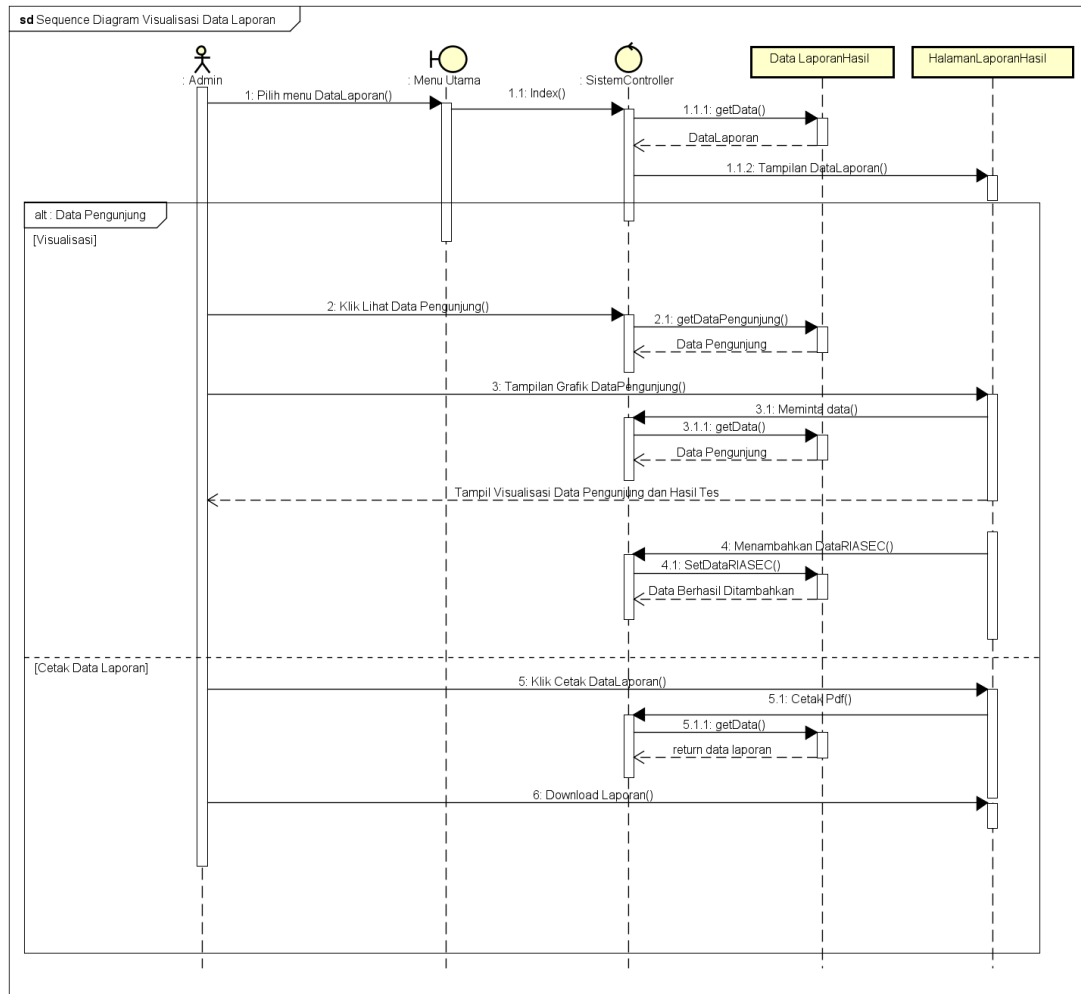 sd Sequence Diagram Visualisasi Data Laporan
: Admin
: Menu Utama
: SistemController
Data LaporanHasil
HalamanLaporanHasil
1: Pilih menu DataLaporan()
1.1: Index()
1.1.1: getData()
DataLaporan
1.1.2: Tampilan DataLaporan()
alt : Data Pengunjung
[Visualisasi]
2: Klik Lihat Data Pengunjung()
2.1: getDataPengunjung()
Data Pengunjung
3: Tampilan Grafik DataPengunjung()
3.1: Meminta data()
3.1.1: getData()
Data Pengunjung
Tampil Visualisasi Data Pengunjung dan Hasil Tes
4: Menambahkan DataRIASEC()
4.1: SetDataRIASEC()
Data Berhasil Ditambahkan
[Cetak Data Laporan]
5: Klik Cetak DataLaporan()
5.1: Cetak Pdf()
5.1.1: getData()
return data laporan
6: Download Laporan()